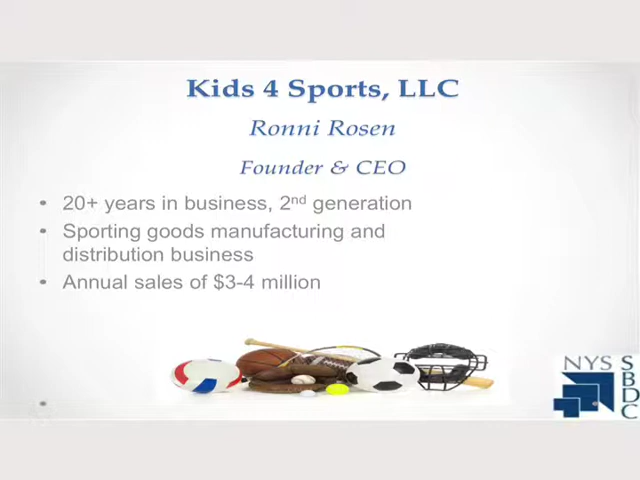 Kids 4 Sports, LLC
Ronni Rosen
Founder & CEO
• 20+ years in business, 2nd generation
• Sporting goods manufacturing and
distribution business
• Annual sales of $3-4 million
NYS
SBDC